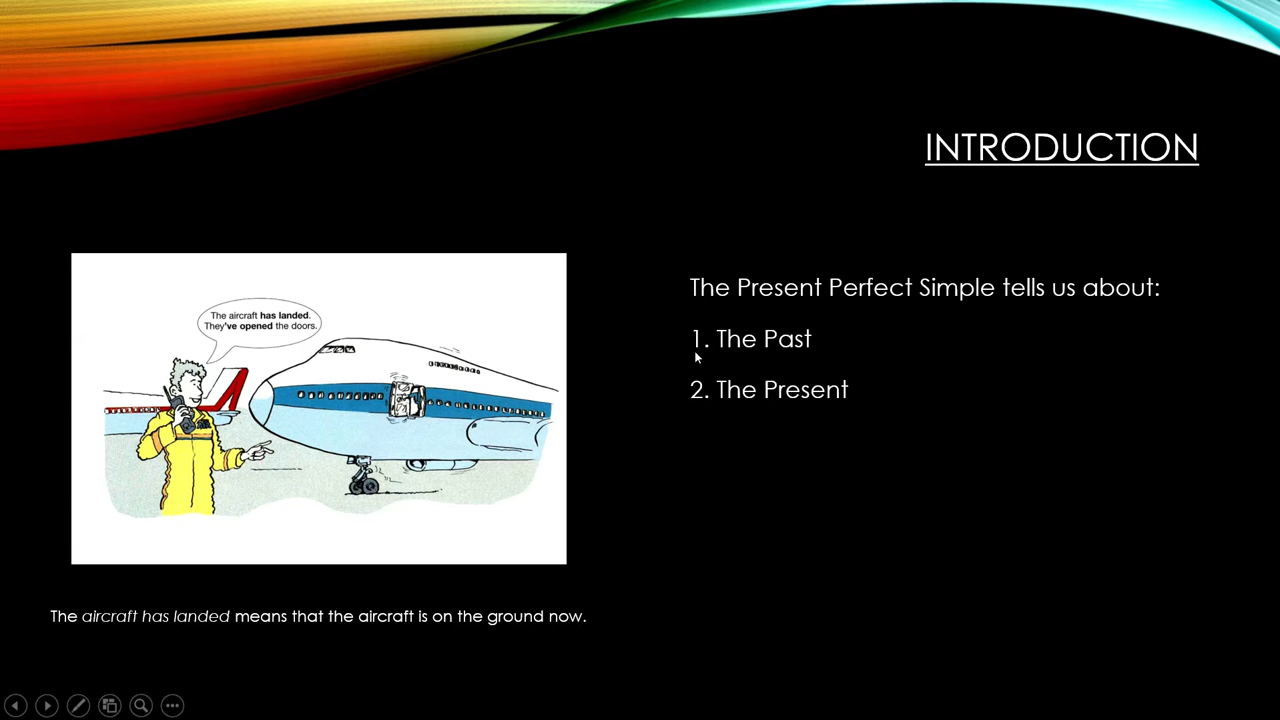 INTRODUCTION
The aircraft has landed.
They've opened the doors.
The Present Perfect Simple tells us about:
1. The Past
2. The Present
The aircraft has landed means that the aircraft is on the ground now.